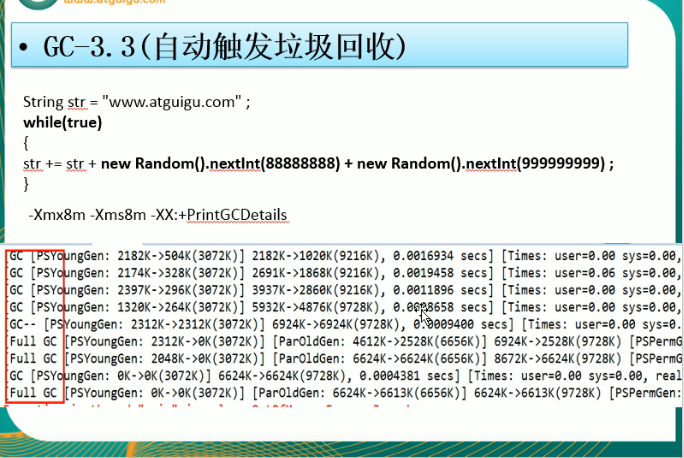 www.atguigu.com
• GC-3.3(自动触发垃圾回收)
String str = "www.atguigu.com" ;
while(true)
{
str += str + new Random().nextInt(88888888) + new Random().nextInt(999999999) ;
}
-Xmx8m -Xms8m -XX:+PrintGCDetails
[GC [PSYoungGen: 2182K->504K(3072K)] 2182K->1020K(9216K), 0.0016934 secs] [Times: user=0.00 sys=0.00,
[GC [PSYoungGen: 2174K->328K(3072K)] 2691K->1868K(9216K), 0.0019458 secs] [Times: user=0.06 sys=0.00,
[GC [PSYoungGen: 2397K->296K(3072K)] 3937K->2860K(9216K), 0.0011896 secs] [Times: user=0.00 sys=0.00,
[GC [PSYoungGen: 1320K->264K(3072K)] 5932K->4876K(9728K), secs] [Times: user=0.00 sys=0.00,
[GC-- [PSYoungGen: 2312K->2312K(3072K)] 6924K->6924K(9728K), 0.0009400 secs] [Times: user=0.00 sys=0.
[Full GC [PSYoungGen: 2312K->0K(3072K)] [ParOldGen: 4612K->2528K(6656K)] 6924K->2528K(9728K) [PSPermG
[Full GC [PSYoungGen: 2048K->0K(3072K)] [ParOldGen: 6624K->6624K(6656K)] 8672K->6624K(9728K) [PSPermG
[GC [PSYoungGen: 0K->0K(3072K)] 6624K->6624K(9728K), 0.0004381 secs] [Times: user=0.00 sys=0.00, real
[Full GC [PSYoungGen: 0K->0K(3072K)] [ParOldGen: 6624K->6613K(6656K)] 6624K->6613K(9728K) [PSPermGen: